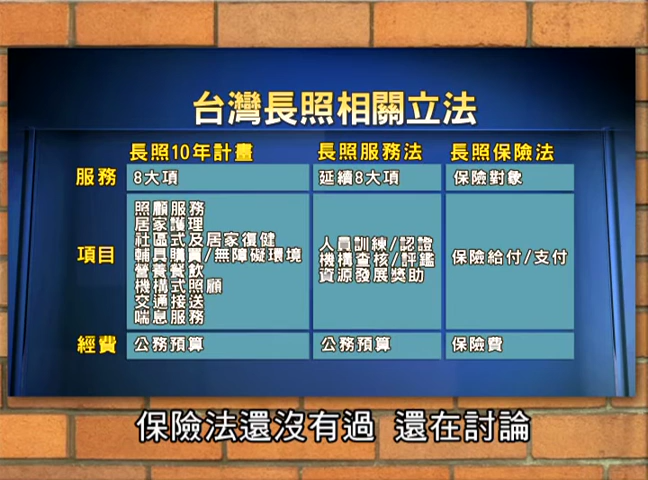 台灣長照相關立法
長照10年計畫 長照服務法 長照保險法
服務 8大項 延續8大項 保險對象
項目
照顧服務
居家護理
社區式及居家復健
輔具購買/無障礙環境
營養餐飲
機構式照顧
交通接送
喘息服務
人員訓練/認證
機構查核/評鑑
資源發展獎助
保險給付/支付
經費 公務預算 公務預算 保險費
保險法還沒有過 還在討論